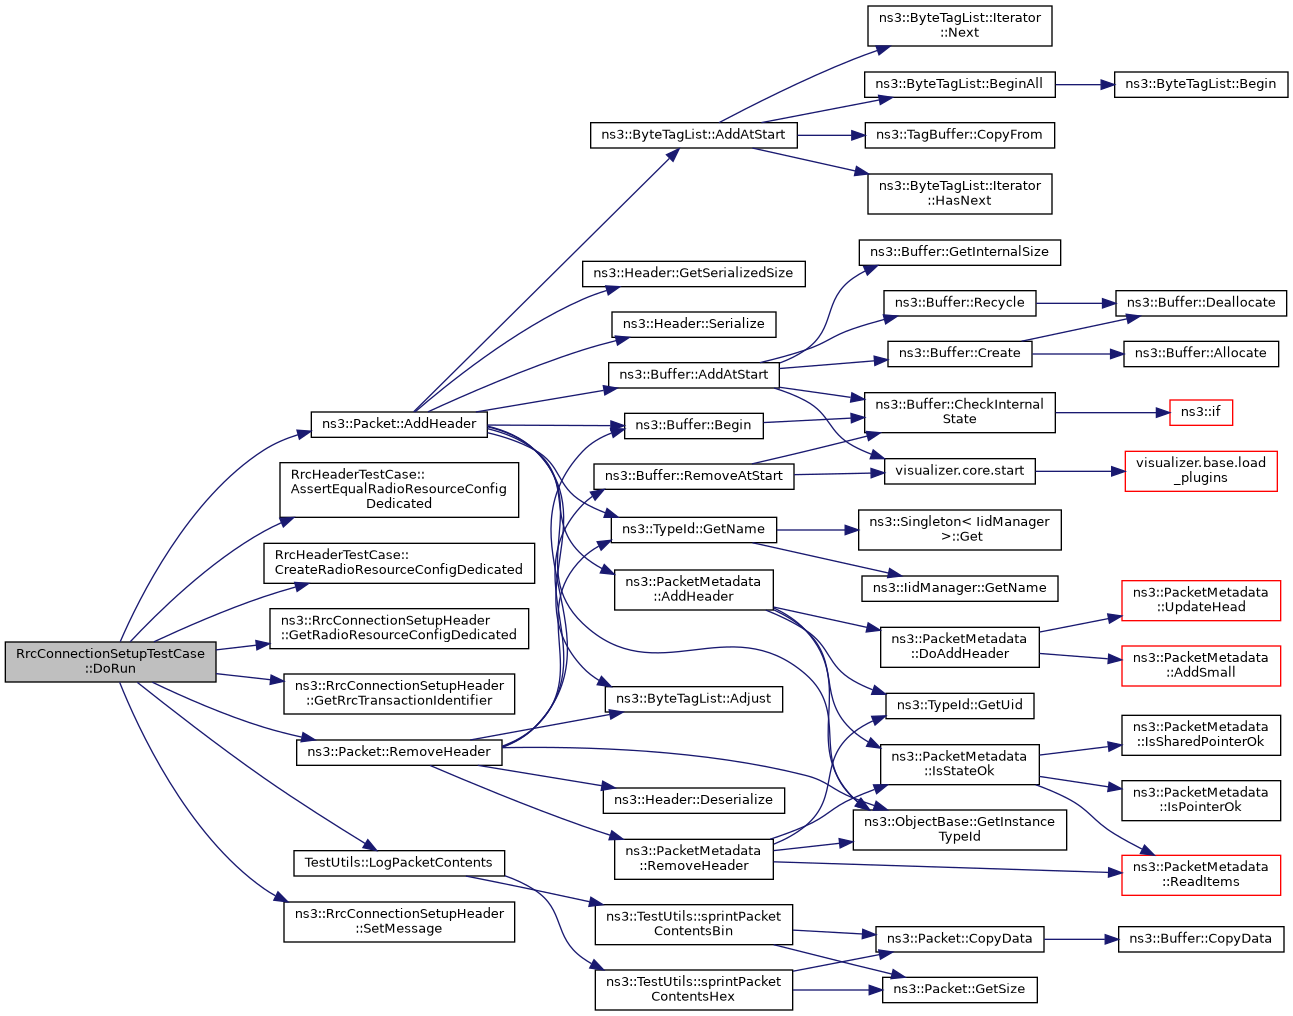 RrcConnectionSetupTestCase
::DoRun
ns3::Packet::AddHeader
RrcHeaderTestCase::
AssertEqualRadioResourceConfig
Dedicated
RrcHeaderTestCase::
CreateRadioResourceConfigDedicated
ns3::RrcConnectionSetupHeader
::GetRadioResourceConfigDedicated
ns3::RrcConnectionSetupHeader
::GetRrcTransactionIdentifier
ns3::Packet::RemoveHeader
TestUtils::LogPacketContents
ns3::RrcConnectionSetupHeader
::SetMessage
ns3::ByteTagList::AddAtStart
ns3::Header::GetSerializedSize
ns3::Header::Serialize
ns3::Buffer::AddAtStart
ns3::Buffer::Begin
ns3::Buffer::RemoveAtStart
ns3::TypeId::GetName
ns3::PacketMetadata
::AddHeader
ns3::ByteTagList::Adjust
ns3::Header::Deserialize
ns3::PacketMetadata
::RemoveHeader
ns3::TestUtils::sprintPacket
ContentsBin
ns3::TestUtils::sprintPacket
ContentsHex
ns3::ByteTagList::Iterator
::Next
ns3::ByteTagList::BeginAll
ns3::TagBuffer::CopyFrom
ns3::ByteTagList::Iterator
::HasNext
ns3::Buffer::GetInternalSize
ns3::Buffer::Recycle
ns3::Buffer::Create
ns3::Buffer::CheckInternal
State
visualizer.core.start
ns3::Singleton< IidManager
>::Get
ns3::IidManager::GetName
ns3::PacketMetadata
::DoAddHeader
ns3::TypeId::GetUid
ns3::PacketMetadata
::IsStateOk
ns3::ObjectBase::GetInstance
TypeId
ns3::Packet::CopyData
ns3::Packet::GetSize
ns3::ByteTagList::Begin
ns3::Buffer::Deallocate
ns3::Buffer::Allocate
ns3::if
visualizer.base.load
_plugins
ns3::PacketMetadata
::UpdateHead
ns3::PacketMetadata
::AddSmall
ns3::PacketMetadata
::IsSharedPointerOk
ns3::PacketMetadata
::IsPointerOk
ns3::PacketMetadata
::ReadItems
ns3::Buffer::CopyData